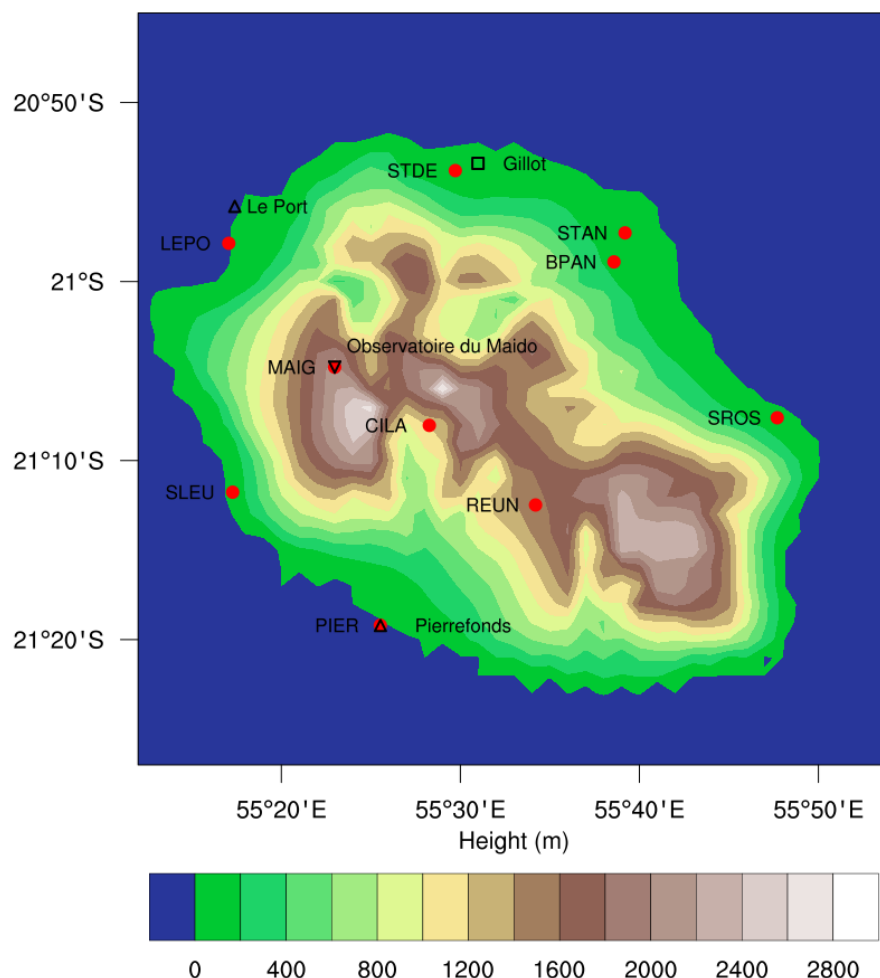 20°50'S
STDE
Gillot
Le Port
STAN
LEPO
BPAN
21°S
Observatoire du Maido
MAIG
SROS
CILA
21°10'S
SLEU
REUN
PIER
Pierrefonds
21°20'S
55°20'E 55°30'E 55°40'E 55°50'E
Height (m)
0 400 800 1200 1600 2000 2400 2800